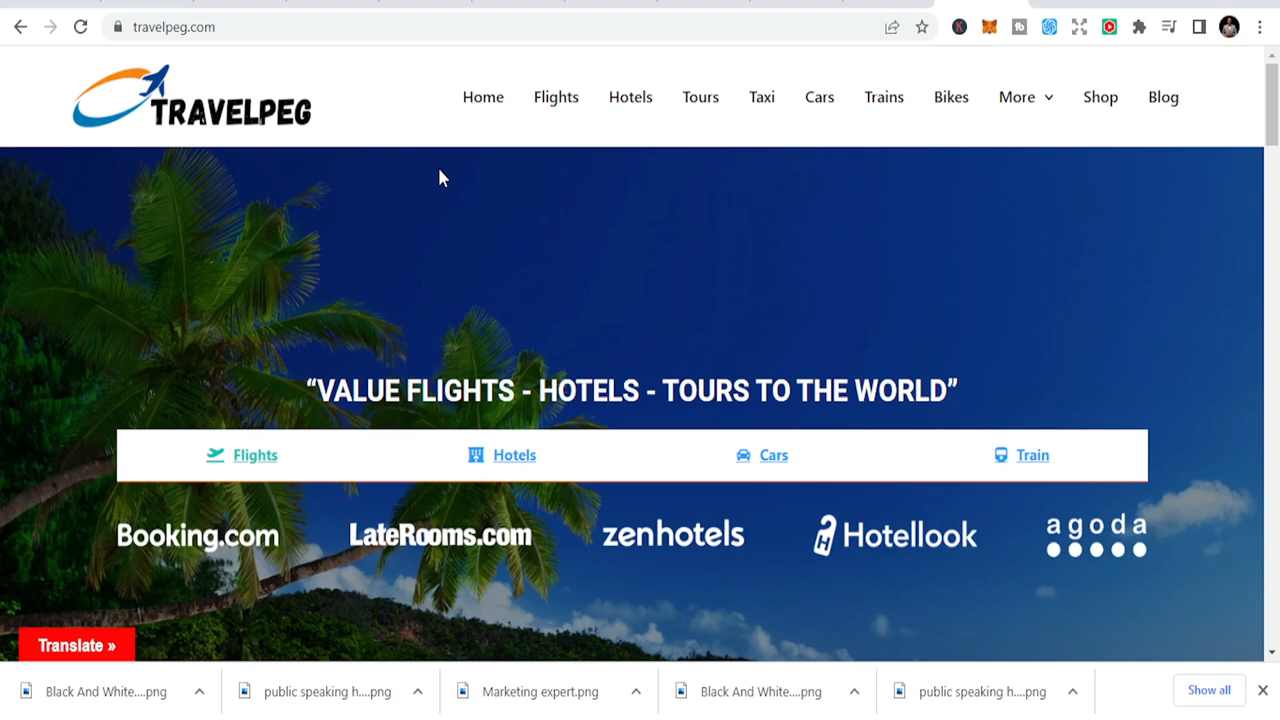 travelpeg.com
TRAVELPEG
Home Flights Hotels Tours Taxi Cars Trains Bikes More Shop Blog
“VALUE FLIGHTS - HOTELS - TOURS TO THE WORLD”
Flights Hotels Cars Train
Booking.com LateRooms.com zenhotels H Hotellook agoda
Translate »
Black And White....png public speaking h....png Marketing expert.png Black And White....png public speaking h....png Show all